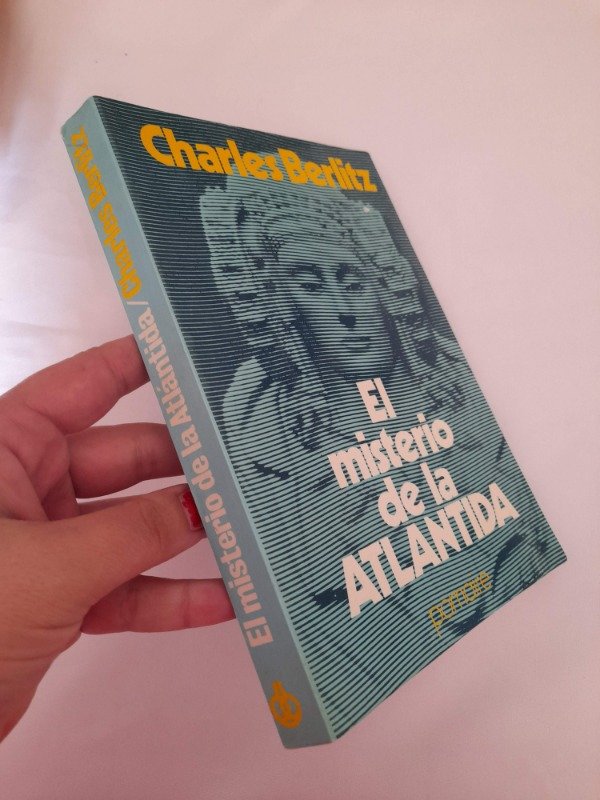 Charles Berlitz
El
misterio
de la
ATLANTIDA
pomaire
El misterio de la Atlántida / Charles Berlitz